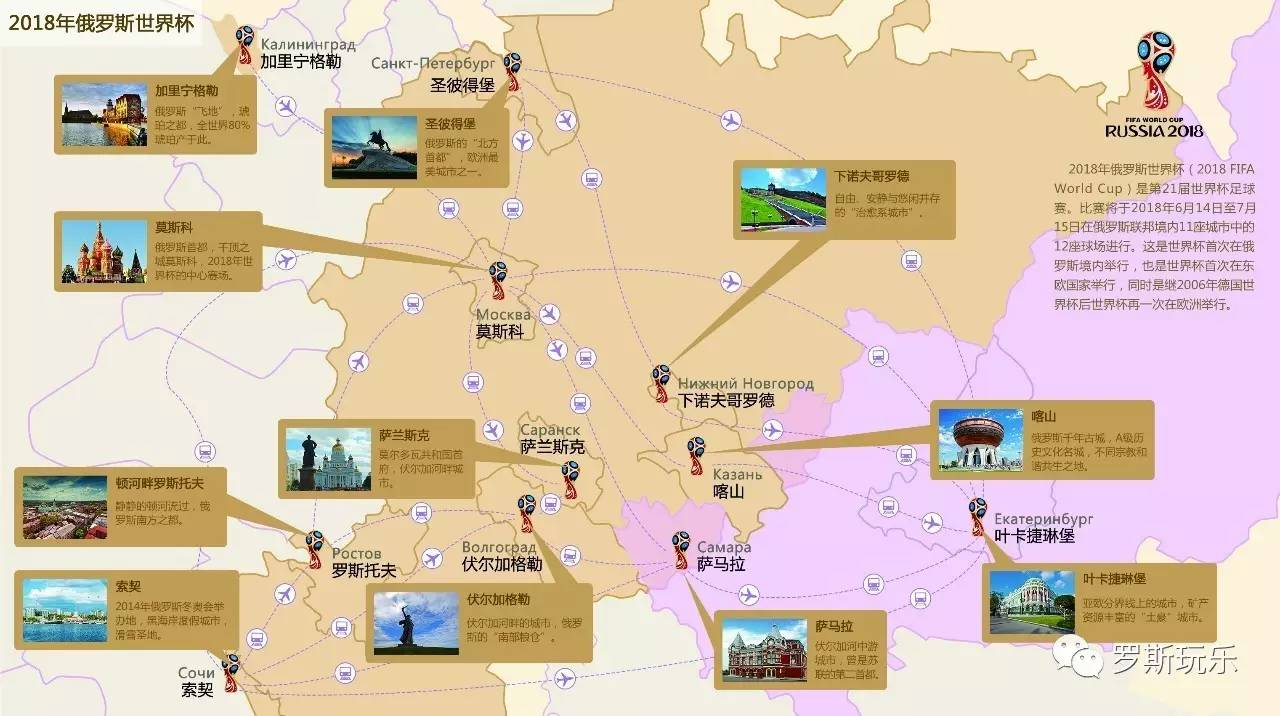 2018年俄罗斯世界杯
Калининград
加里宁格勒
加里宁格勒
俄罗斯“飞地”，琥
珀之都，全世界80%
琥珀产于此。
Санкт-Петербург
圣彼得堡
圣彼得堡
俄罗斯的“北方
首都”，欧洲最
美城市之一。
FIFA WORLD CUP
RUSSIA 2018
2018年俄罗斯世界杯（2018 FIFA
World Cup）是第21届世界杯足球
赛。比赛将于2018年6月14日至7月
15日在俄罗斯联邦境内11座城市中的
12座球场进行。这是世界杯首次在俄
罗斯境内举行，也是世界杯首次在东
欧国家举行，同时是继2006年德国世
界杯后世界杯再一次在欧洲举行。
下诺夫哥罗德
自由、安静与悠闲并存
的“治愈系城市”。
莫斯科
俄罗斯首都，千顶之
城莫斯科，2018年世
界杯的中心赛场。
Москва
莫斯科
Нижний Новгород
下诺夫哥罗德
萨兰斯克
莫尔多瓦共和国首
府，伏尔加河畔城
市。
Саранск
萨兰斯克
Казань
喀山
喀山
俄罗斯千年古城，A级历
史文化名城，不同宗教和
谐共生之地。
顿河畔罗斯托夫
静静的顿河流过，俄
罗斯南方之都。
Ростов
罗斯托夫
Волгоград
伏尔加格勒
Самара
萨马拉
Екатеринбург
叶卡捷琳堡
索契
2014年俄罗斯冬奥会举
办地，黑海岸度假城市，
滑雪圣地。
伏尔加格勒
伏尔加河畔的城市，俄罗
斯的“南部粮仓”。
萨马拉
伏尔加河中游
城市，曾是苏
联的第二首都。
叶卡捷琳堡
亚欧分界线上的城市，矿产
资源丰富的“土豪”城市。
Сочи
索契
罗斯玩乐